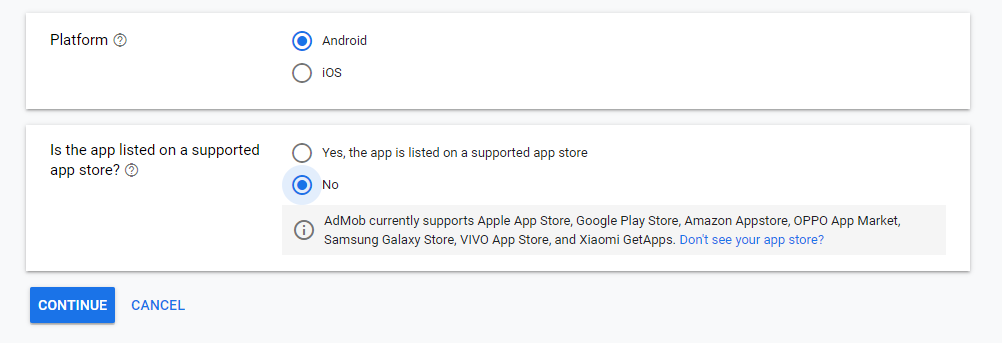 Platform
Android
iOS
Is the app listed on a supported
app store?
Yes, the app is listed on a supported app store
No
AdMob currently supports Apple App Store, Google Play Store, Amazon Appstore, OPPO App Market,
Samsung Galaxy Store, VIVO App Store, and Xiaomi GetApps. Don't see your app store?
CONTINUE CANCEL